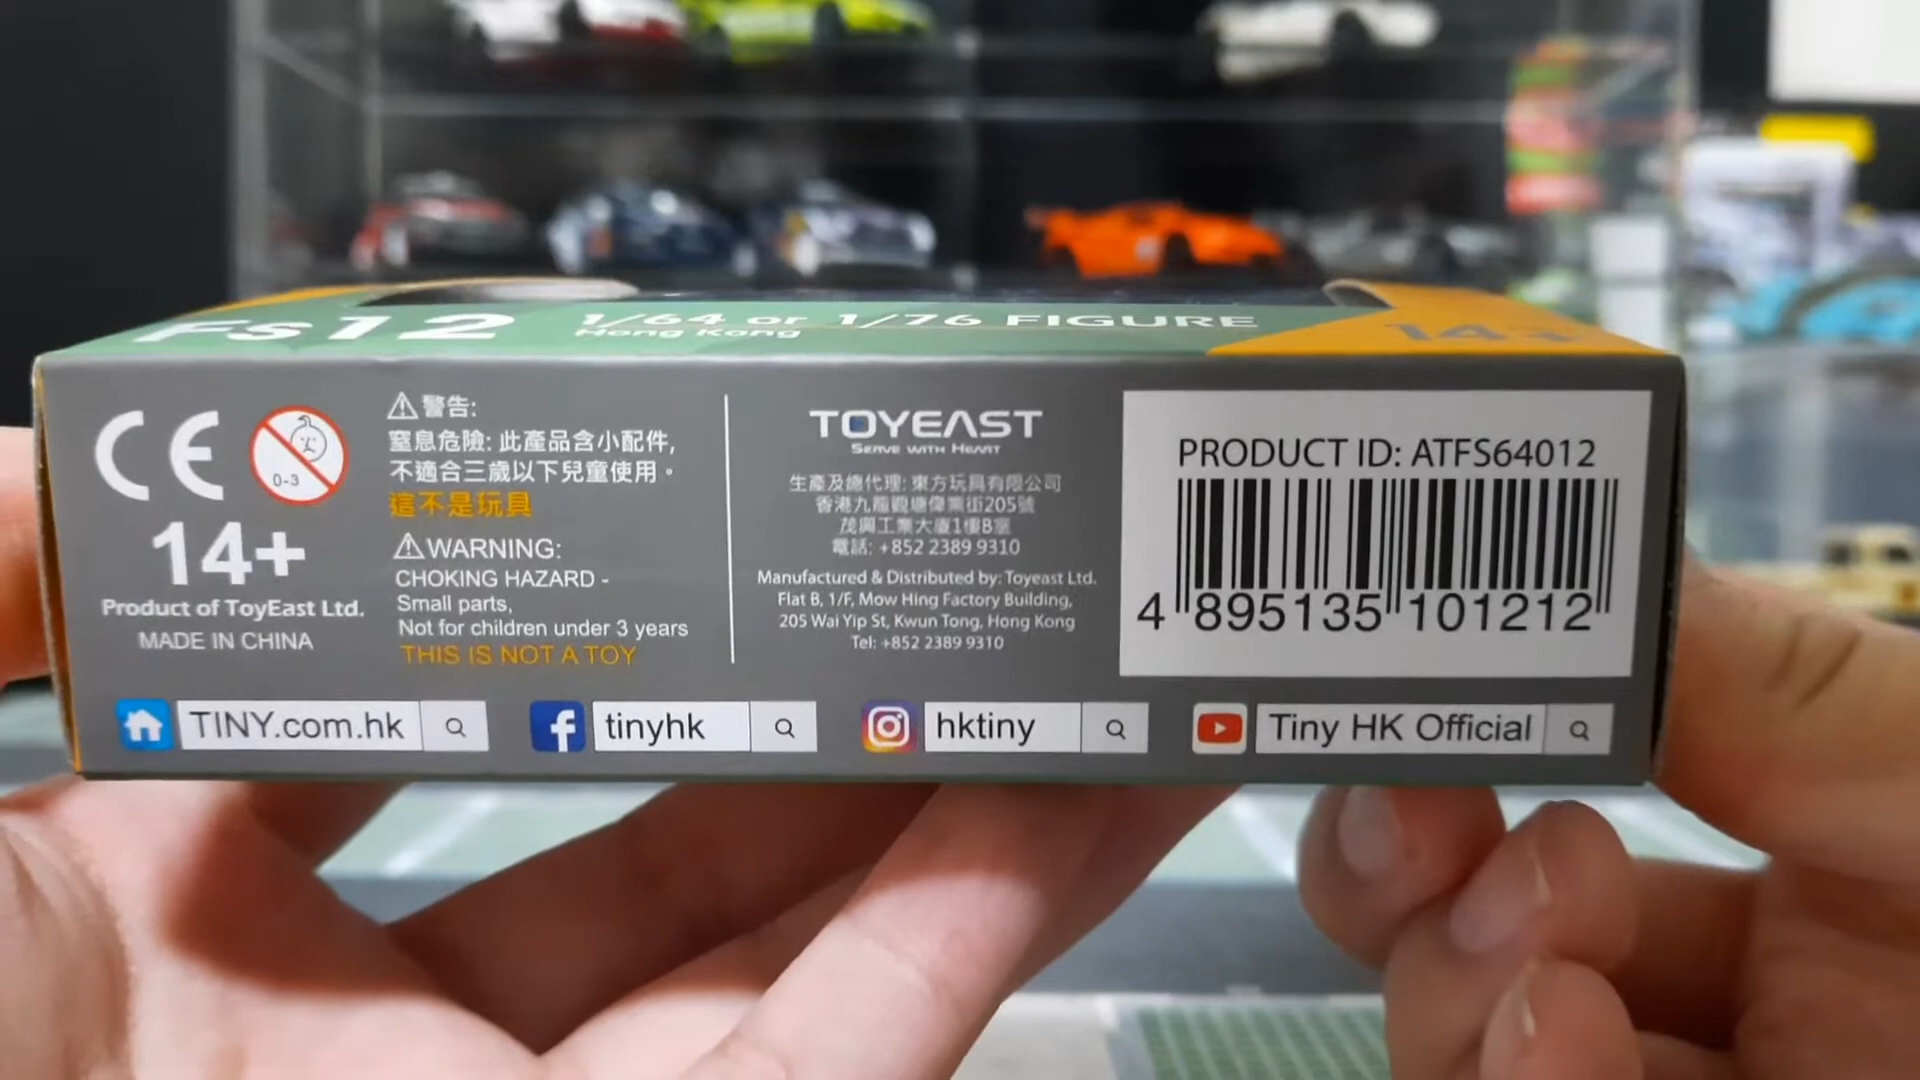 Fs12
1/64 or 1/76 FIGURE
Hong Kong
14+
CE
0-3
14+
Product of ToyEast Ltd.
MADE IN CHINA
⚠警告:
窒息危險: 此產品含小配件,
不適合三歲以下兒童使用。
這不是玩具
⚠WARNING:
CHOKING HAZARD -
Small parts,
Not for children under 3 years
THIS IS NOT A TOY
TOYEAST
SERVE WITH HEART
生產及總代理: 東方玩具有限公司
香港九龍觀塘偉業街205號
茂興工業大廈1樓B室
電話: +852 2389 9310
Manufactured & Distributed by: Toyeast Ltd.
Flat B, 1/F, Mow Hing Factory Building,
205 Wai Yip St, Kwun Tong, Hong Kong
Tel: +852 2389 9310
PRODUCT ID: ATFS64012
4 895135 101212
TINY.com.hk
tinyhk
hktiny
Tiny HK Official